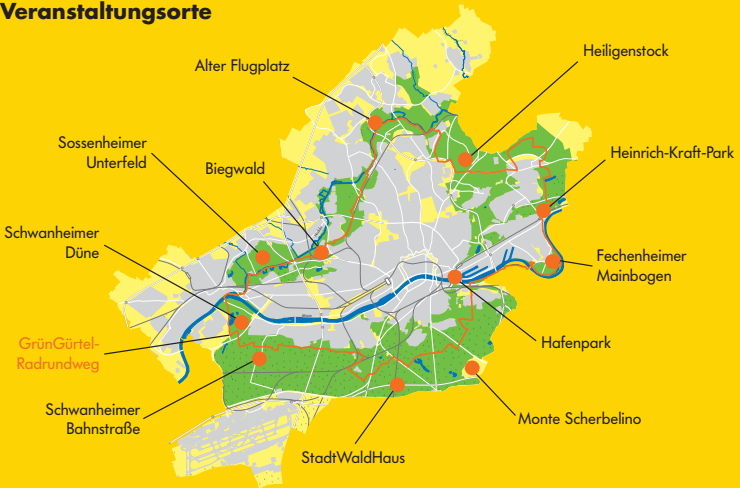 Veranstaltungsorte
Heiligenstock
Alter Flugplatz
Sossenheimer
Unterfeld
Biegwald
Heinrich-Kraft-Park
Schwanheimer
Düne
Fechenheimer
Mainbogen
GrünGürtel-
Radrundweg
Hafenpark
Schwanheimer
Bahnstraße
Monte Scherbelino
StadtWaldHaus